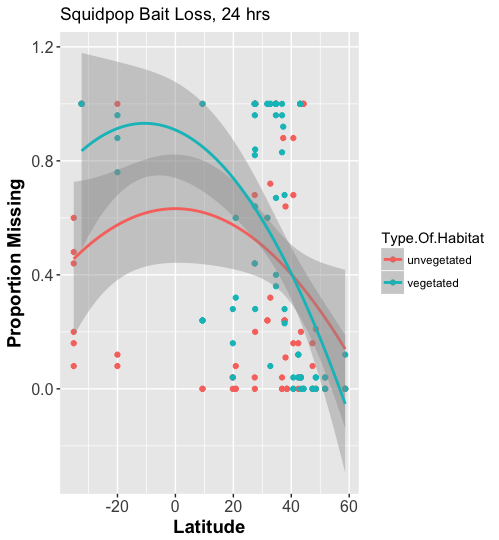 Squidpop Bait Loss, 24 hrs
1.2
0.8
0.4
0.0
Proportion Missing
-20
0
20
40
60
Latitude
Type.Of.Habitat
unvegetated
vegetated